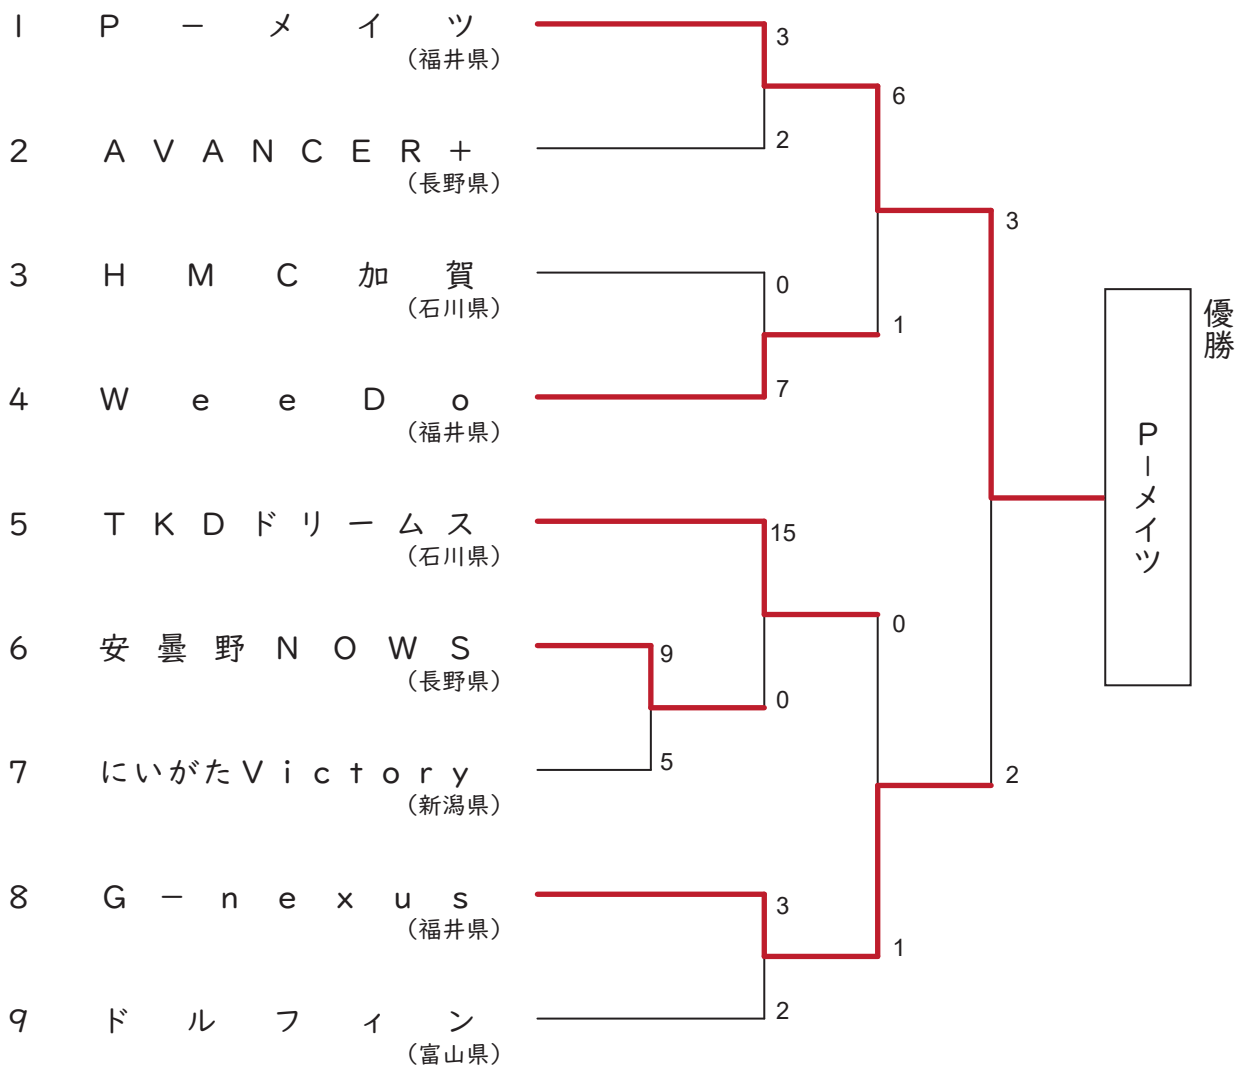 1 P－メイツ
(福井県)
3
6
2 AVANCER＋
(長野県)
2
3
3 HMC加賀
(石川県)
0
1
4 WeeDo
(福井県)
7
優勝
P－メイツ
5 TKDドリームス
(石川県)
15
0
6 安曇野NOWS
(長野県)
9
0
7 にいがたVictory
(新潟県)
5
2
8 G－nexus
(福井県)
3
1
9 ドルフィン
(富山県)
2